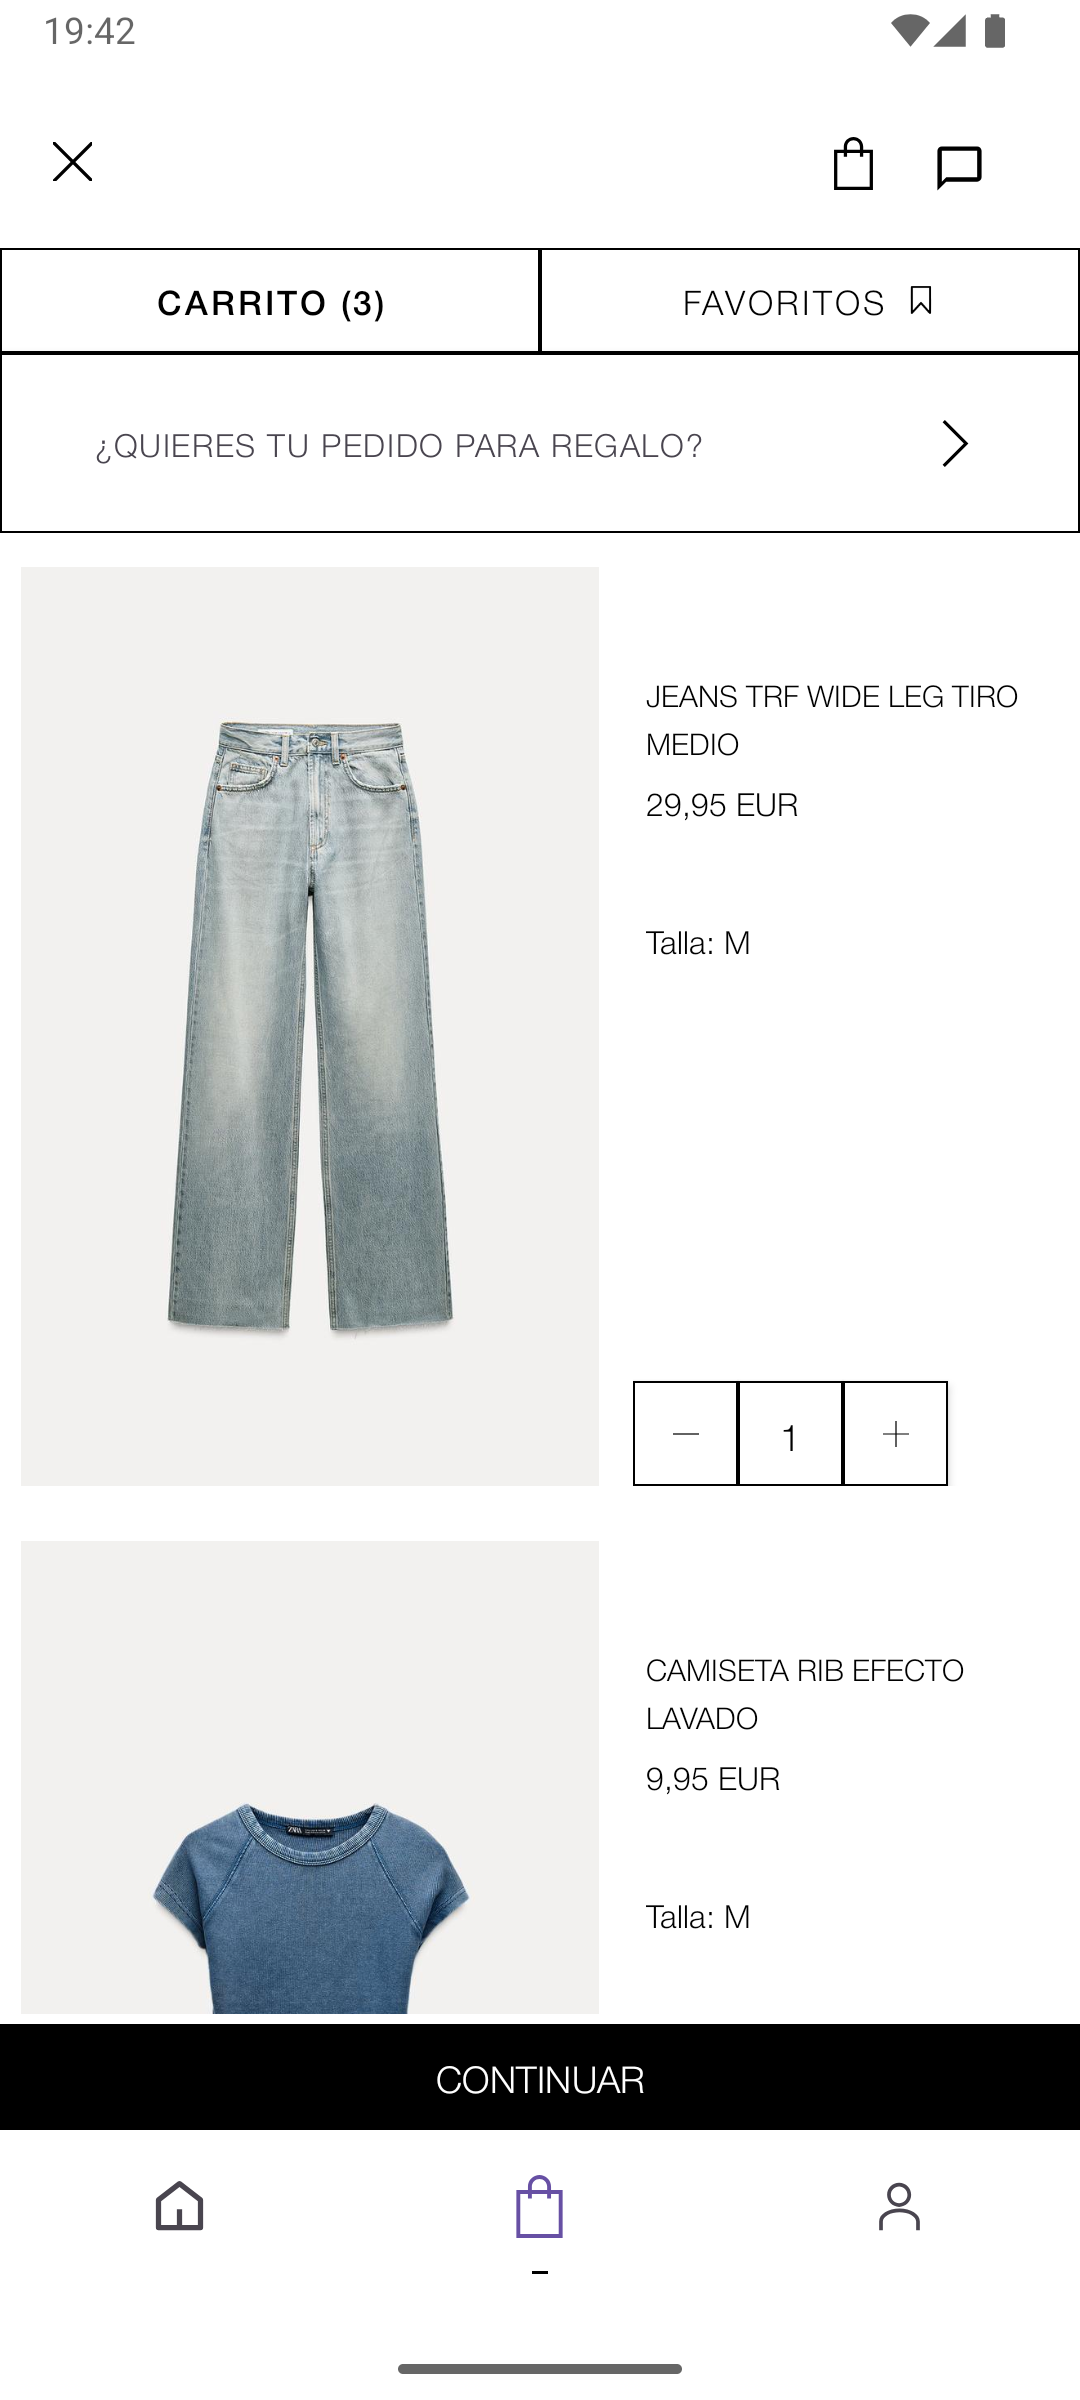 19:42
CARRITO (3)
FAVORITOS
¿QUIERES TU PEDIDO PARA REGALO?
JEANS TRF WIDE LEG TIRO
MEDIO
29,95 EUR
Talla: M
1
CAMISETA RIB EFECTO
LAVADO
9,95 EUR
Talla: M
ZARA
CONTINUAR